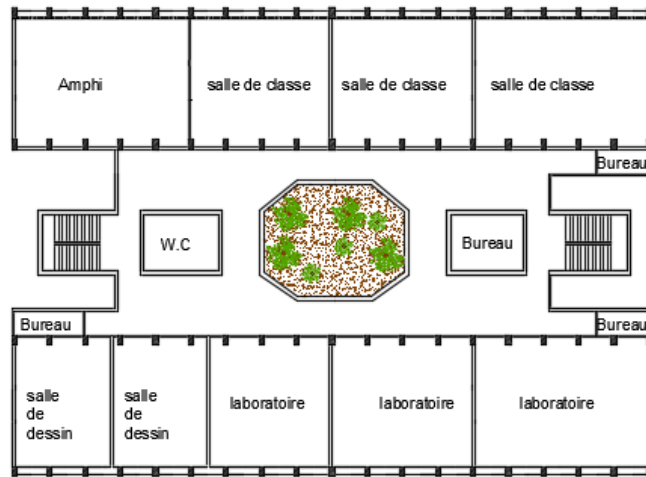 Amphi
salle de classe
salle de classe
salle de classe
Bureau
W.C
Bureau
Bureau
Bureau
salle
de
dessin
salle
de
dessin
laboratoire
laboratoire
laboratoire